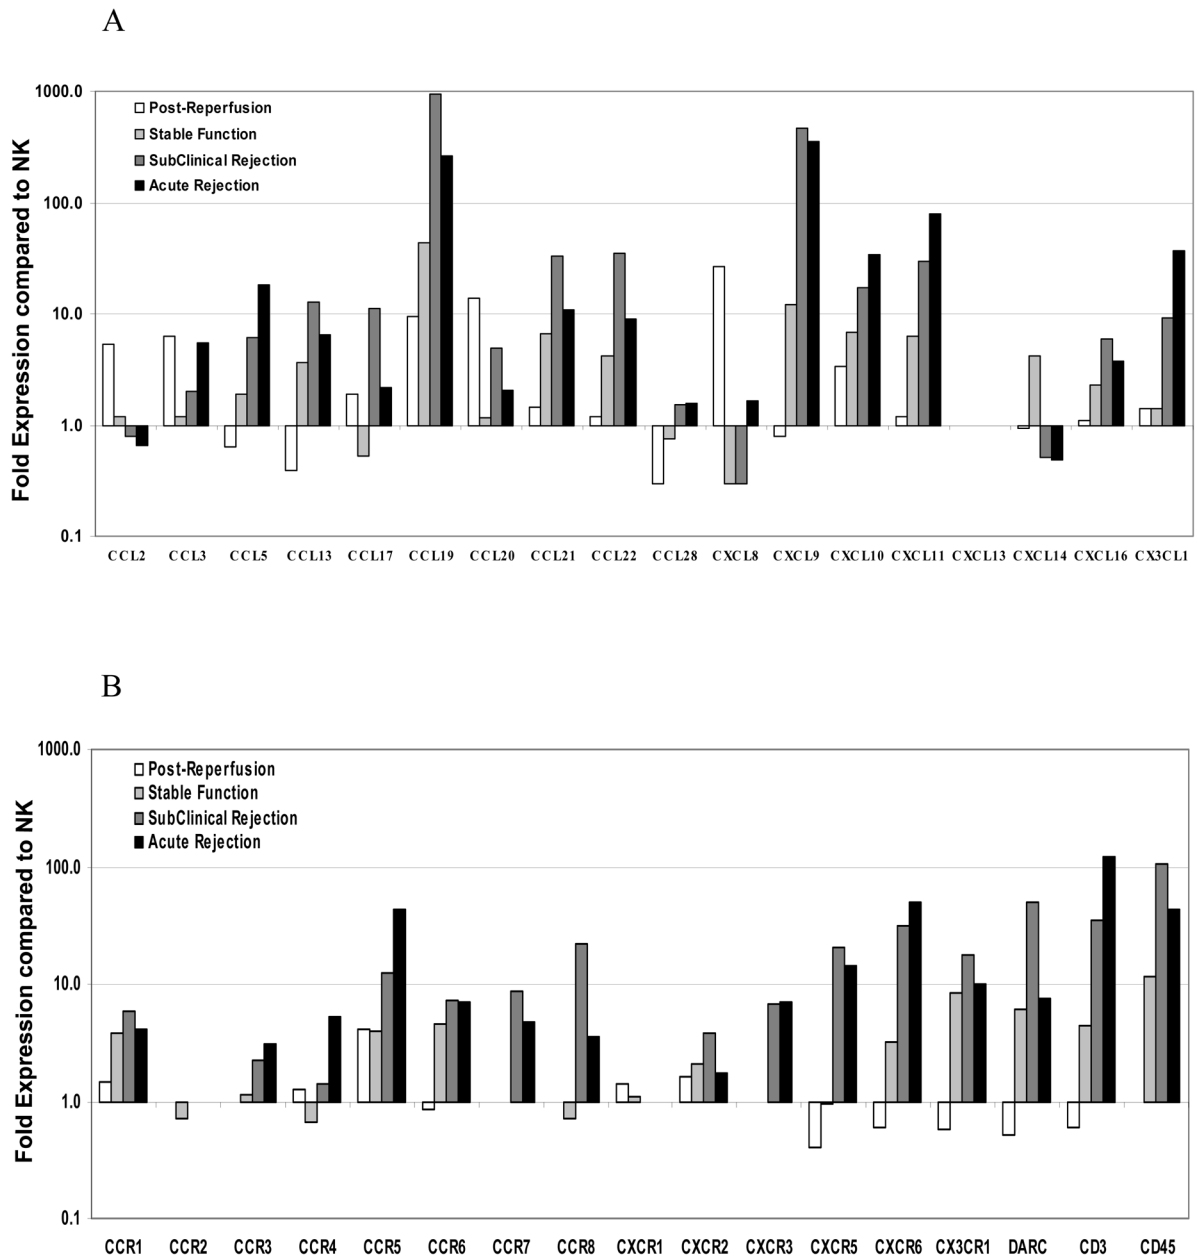 A
Fold Expression compared to NK
1000.0
100.0
10.0
1.0
0.1
Post-Reperfusion
Stable Function
SubClinical Rejection
Acute Rejection
CCL2 CCL3 CCL5 CCL13 CCL17 CCL19 CCL20 CCL21 CCL22 CCL28 CXCL8 CXCL9 CXCL10 CXCL11 CXCL13 CXCL14 CXCL16 CX3CL1
B
Fold Expression compared to NK
1000.0
100.0
10.0
1.0
0.1
Post-Reperfusion
Stable Function
SubClinical Rejection
Acute Rejection
CCR1 CCR2 CCR3 CCR4 CCR5 CCR6 CCR7 CCR8 CXCR1 CXCR2 CXCR3 CXCR5 CXCR6 CX3CR1 DARC CD3 CD45